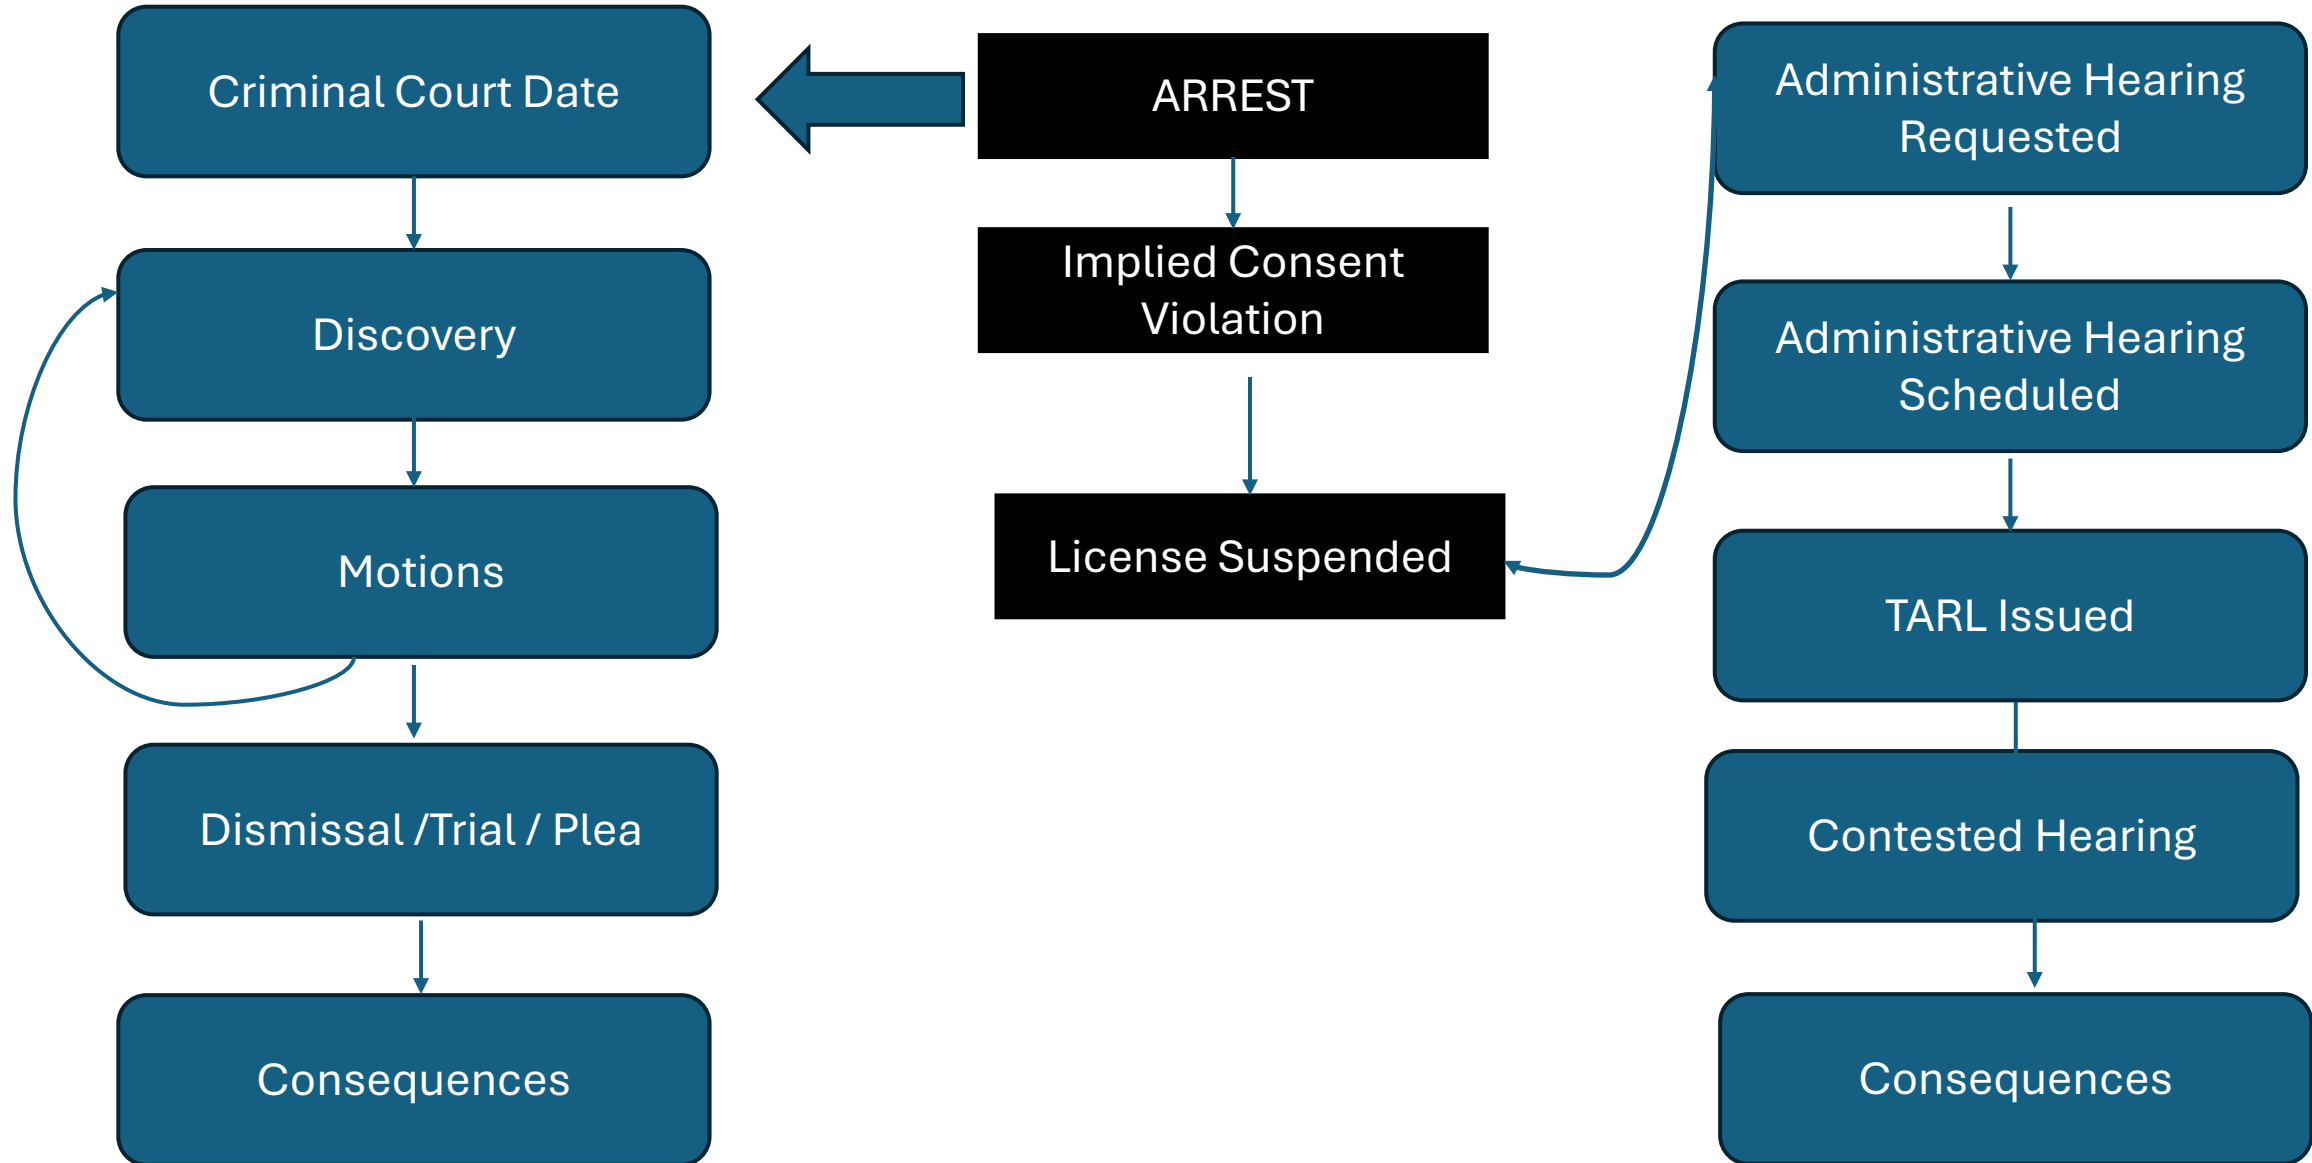 Criminal Court Date
Discovery
Motions
Dismissal /Trial / Plea
Consequences
ARREST
Implied Consent
Violation
License Suspended
Administrative Hearing
Requested
Administrative Hearing
Scheduled
TARL Issued
Contested Hearing
Consequences